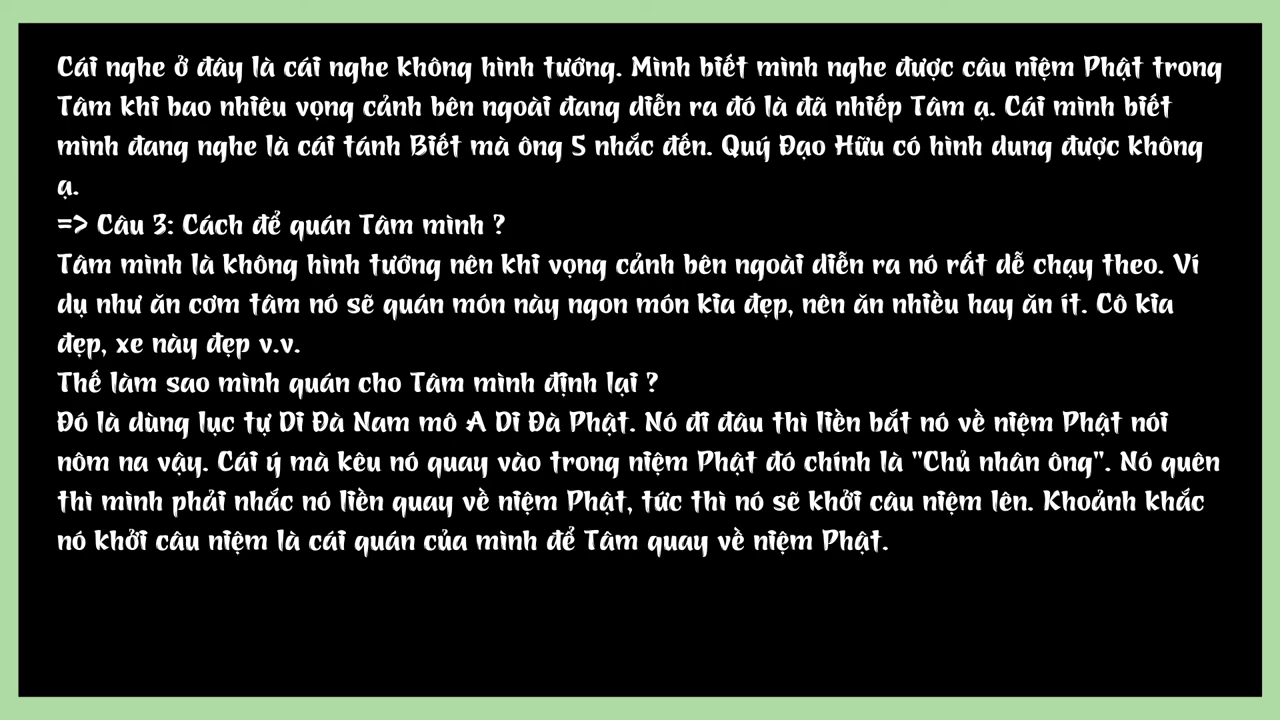 Cái nghe ở đây là cái nghe không hình tướng. Mình biết mình nghe được câu niệm Phật trong
Tâm khi bao nhiêu vọng cảnh bên ngoài đang diễn ra đó là đã nhiếp Tâm ạ. Cái mình biết
mình đang nghe là cái tánh Biết mà ông 5 nhắc đến. Quý Đạo Hữu có hình dung được không
ạ.
=> Câu 3: Cách để quán Tâm mình ?
Tâm mình là không hình tướng nên khi vọng cảnh bên ngoài diễn ra nó rất dễ chạy theo. Ví
dụ như ăn cơm tâm nó sẽ quán món này ngon món kia đẹp, nên ăn nhiều hay ăn ít. Cô kia
đẹp, xe này đẹp v.v.
Thế làm sao mình quán cho Tâm mình định lại ?
Đó là dùng lục tự Di Đà Nam mô A Di Đà Phật. Nó đi đâu thì liền bắt nó về niệm Phật nói
nôm na vậy. Cái ý mà kêu nó quay vào trong niệm Phật đó chính là "Chủ nhân ông". Nó quên
thì mình phải nhắc nó liền quay về niệm Phật, tức thì nó sẽ khởi câu niệm lên. Khoảnh khắc
nó khởi câu niệm là cái quán của mình để Tâm quay về niệm Phật.